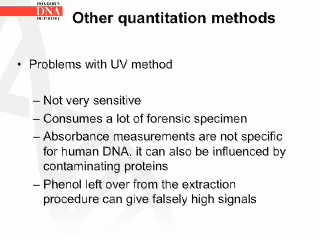 Other quantitation methods
DNA
INITIATIVE
• Problems with UV method
– Not very sensitive
– Consumes a lot of forensic specimen
– Absorbance measurements are not specific
for human DNA, it can also be influenced by
contaminating proteins
– Phenol left over from the extraction
procedure can give falsely high signals